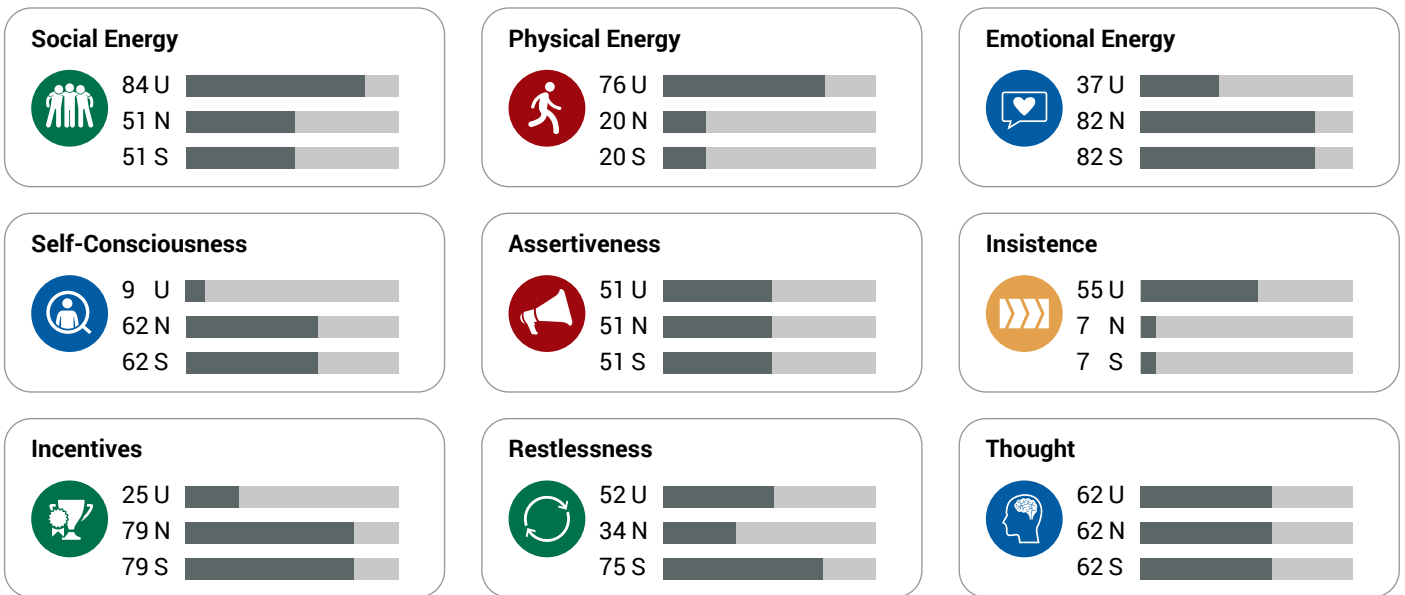 Social Energy
84 U
51 N
51 S
Physical Energy
76 U
20 N
20 S
Emotional Energy
37 U
82 N
82 S
Self-Consciousness
9 U
62 N
62 S
Assertiveness
51 U
51 N
51 S
Insistence
55 U
7 N
7 S
Incentives
25 U
79 N
79 S
Restlessness
52 U
34 N
75 S
Thought
62 U
62 N
62 S